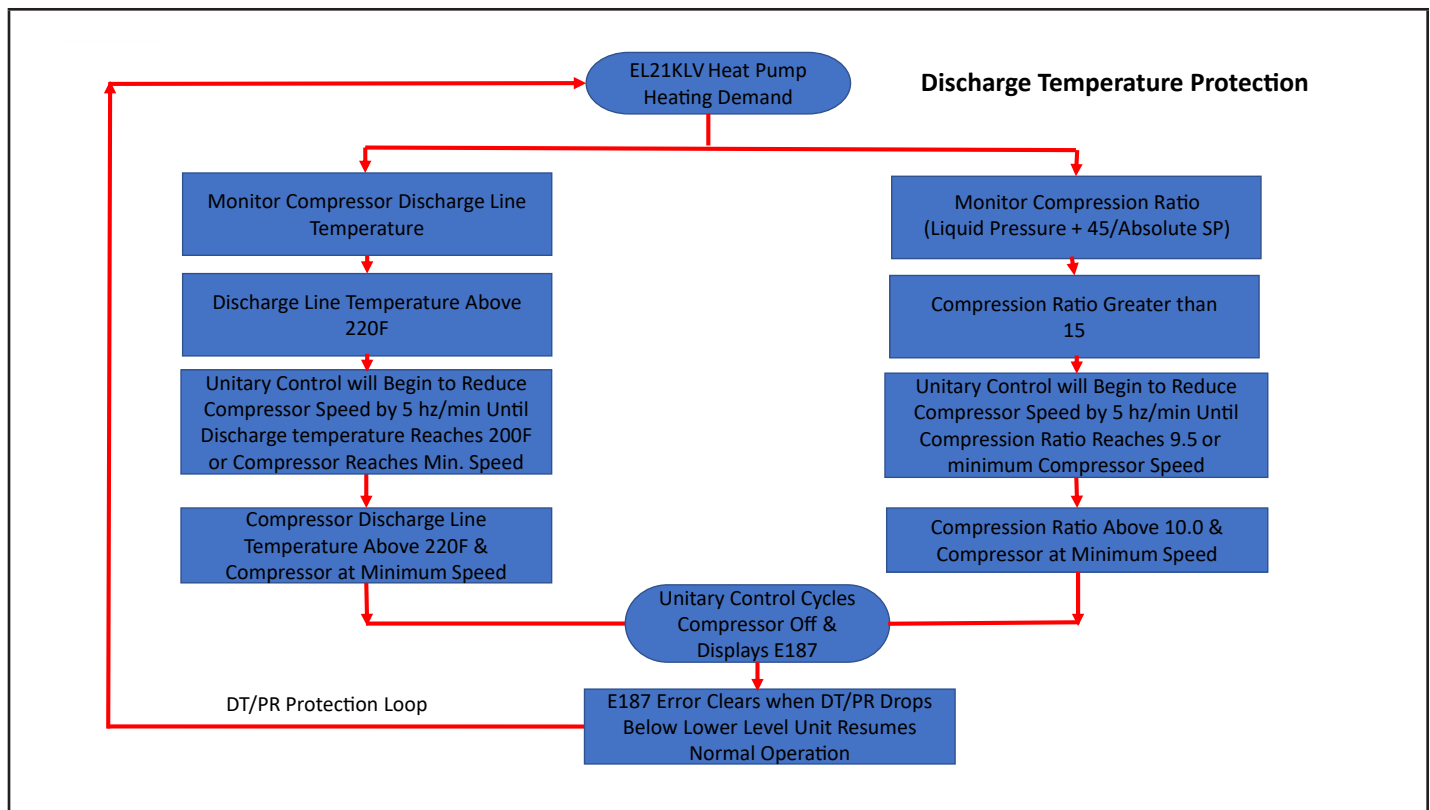 EL21KLV Heat Pump
Heating Demand
Discharge Temperature Protection
Monitor Compressor Discharge Line
Temperature
Monitor Compression Ratio
(Liquid Pressure + 45/Absolute SP)
Discharge Line Temperature Above
220F
Compression Ratio Greater than
15
Unitary Control will Begin to Reduce
Compressor Speed by 5 hz/min Until
Discharge temperature Reaches 200F
or Compressor Reaches Min. Speed
Unitary Control will Begin to Reduce
Compressor Speed by 5 hz/min Until
Compression Ratio Reaches 9.5 or
minimum Compressor Speed
Compressor Discharge Line
Temperature Above 220F &
Compressor at Minimum Speed
Compression Ratio Above 10.0 &
Compressor at Minimum Speed
Unitary Control Cycles
Compressor Off &
Displays E187
DT/PR Protection Loop
E187 Error Clears when DT/PR Drops
Below Lower Level Unit Resumes
Normal Operation